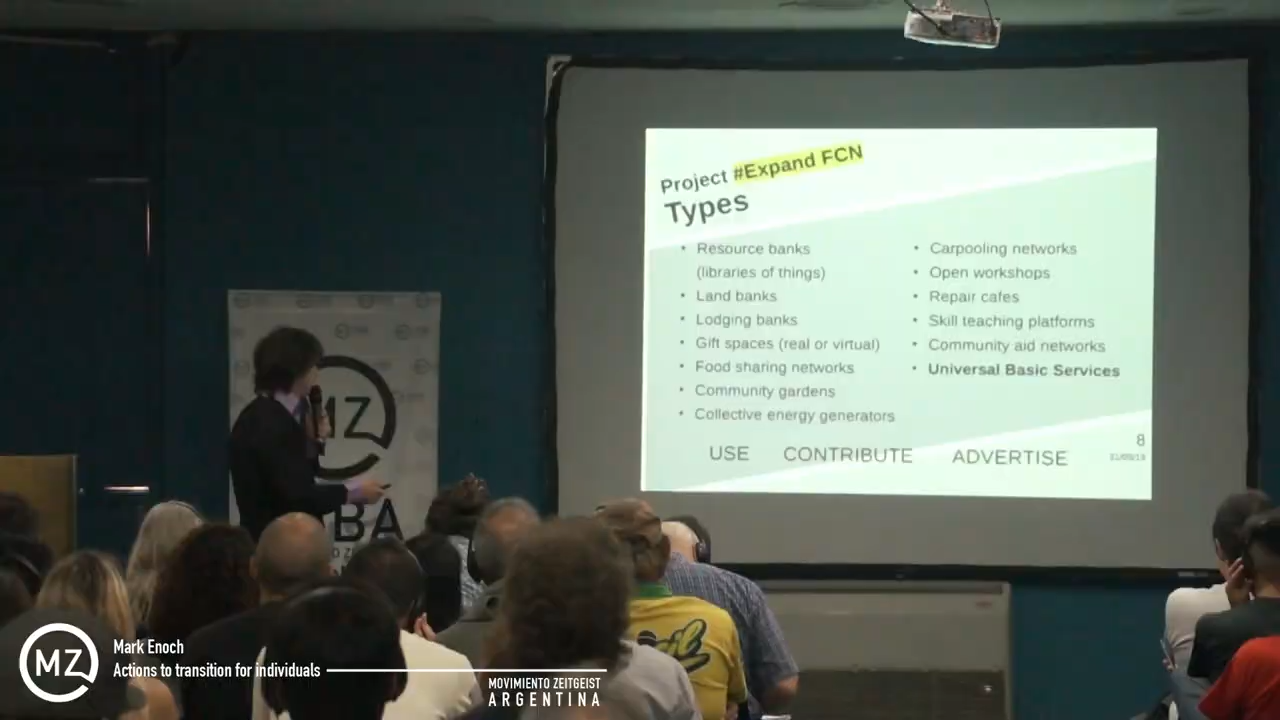 Project #Expand FCN
Types
• Resource banks
(libraries of things)
• Land banks
• Lodging banks
• Gift spaces (real or virtual)
• Food sharing networks
• Community gardens
• Collective energy generators
• Carpooling networks
• Open workshops
• Repair cafes
• Skill teaching platforms
• Community aid networks
• Universal Basic Services
USE CONTRIBUTE ADVERTISE
8
MZ
BA
MZ
Mark Enoch
Actions to transition for individuals
MOVIMIENTO ZEITGEIST
ARGENTINA